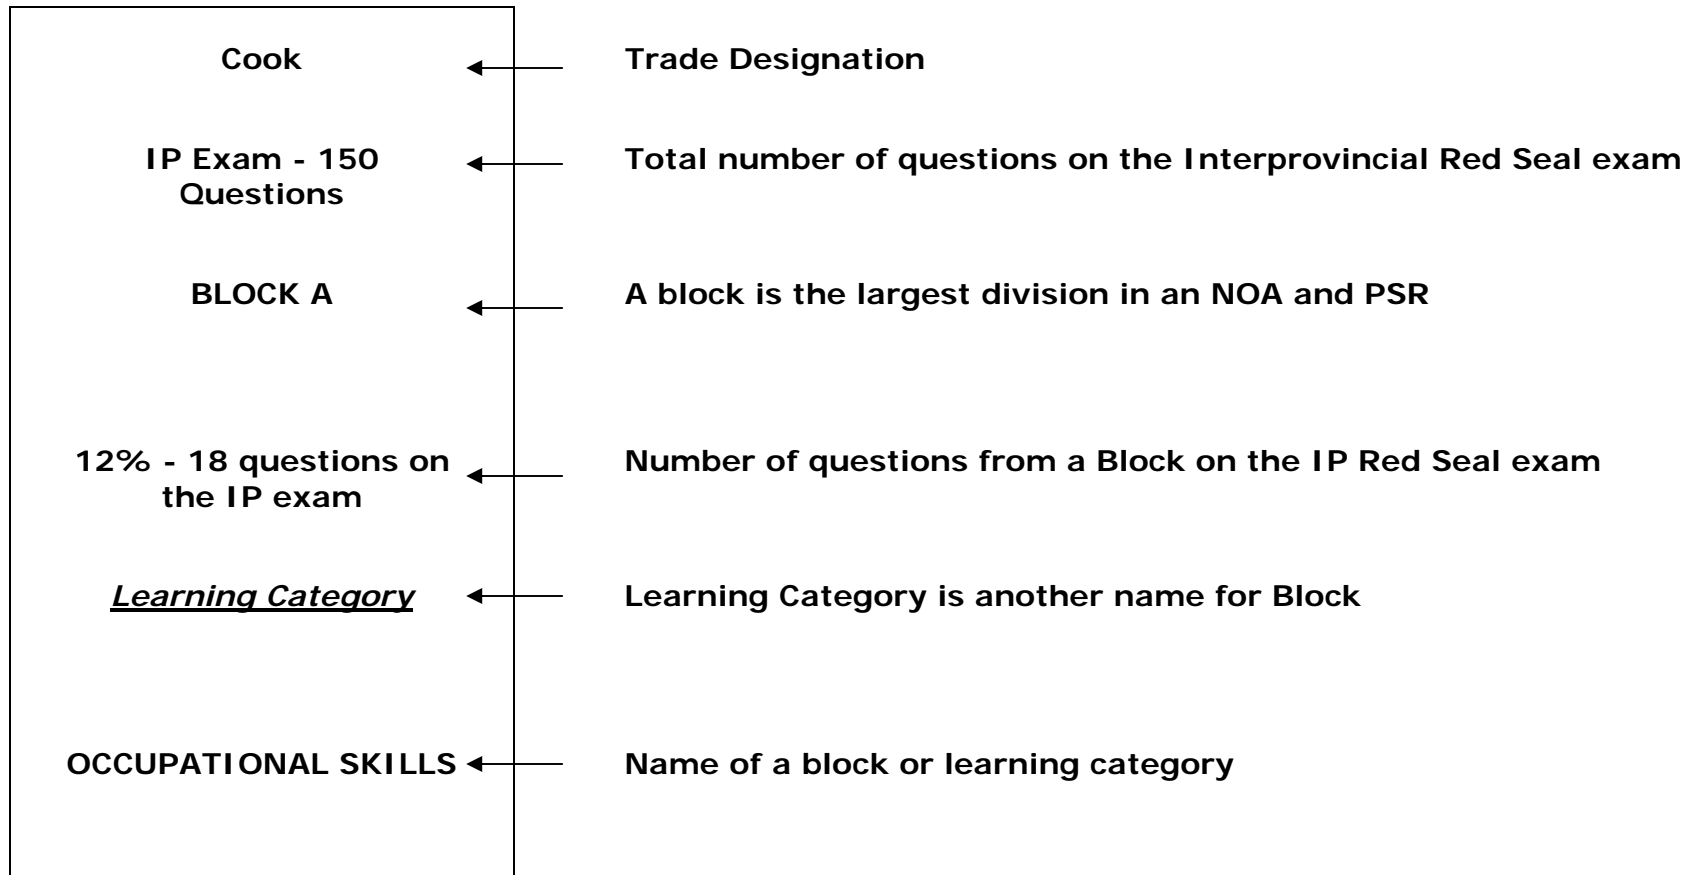 Cook
Trade Designation
IP Exam - 150
Questions
Total number of questions on the Interprovincial Red Seal exam
BLOCK A
A block is the largest division in an NOA and PSR
12% - 18 questions on
the IP exam
Number of questions from a Block on the IP Red Seal exam
Learning Category
Learning Category is another name for Block
OCCUPATIONAL SKILLS
Name of a block or learning category